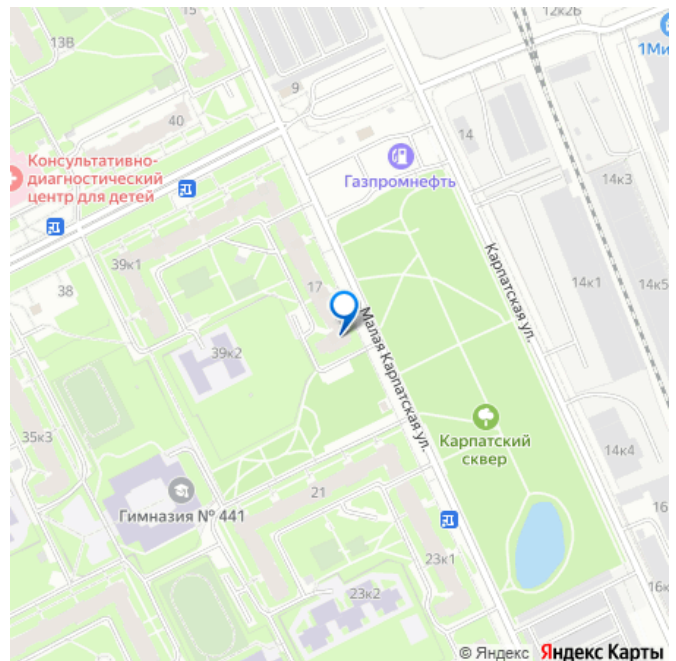 15
12к2Б
13В
1Ми
9
40
14
Консультативно-
диагностический
центр для детей
Газпромнефть
14к3
39к1
38
17
14к1
14к5
Карпатская ул.
Малая Карпатская ул.
39к2
35к3
Карпатский
сквер
14к4
Гимназия № 441
21
16
23к1
23к2
16к
© Яндекс Яндекс Карты